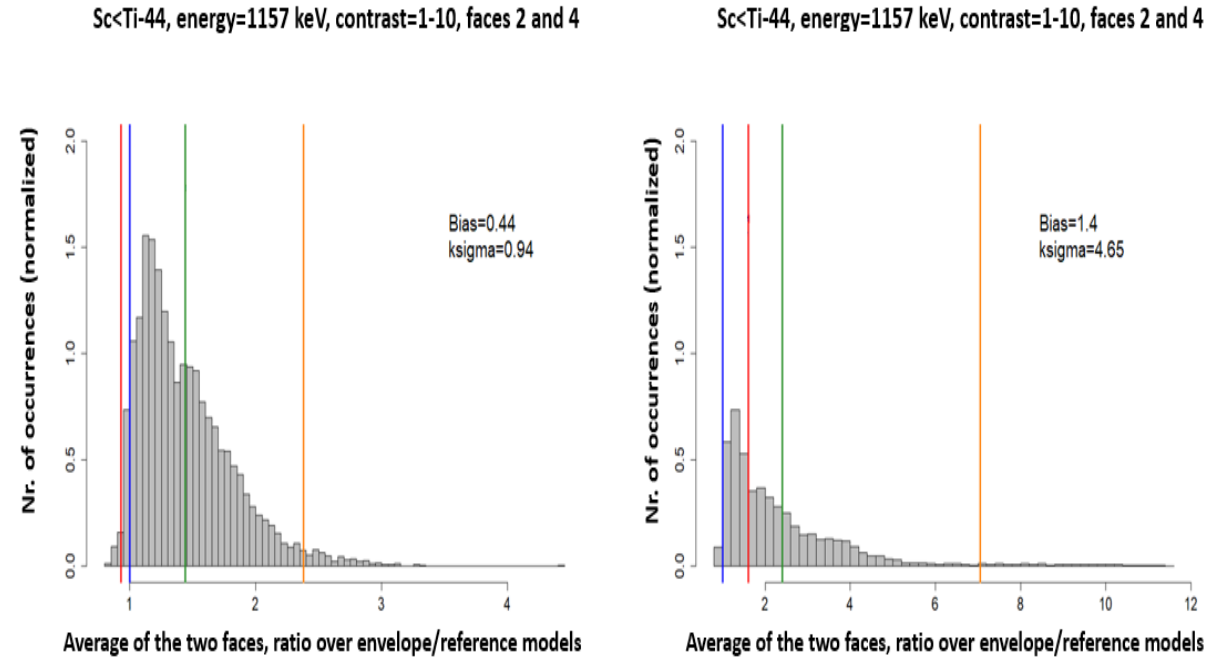 Sc<Ti-44, energy=1157 keV, contrast=1-10, faces 2 and 4
Nr. of occurrences (normalized)
2.0
1.5
1.0
0.5
0.0
Bias=0.44
ksigma=0.94
1 2 3 4
Average of the two faces, ratio over envelope/reference models
Sc<Ti-44, energy=1157 keV, contrast=1-10, faces 2 and 4
Nr. of occurrences (normalized)
2.0
1.5
1.0
0.5
0.0
Bias=1.4
ksigma=4.65
2 4 6 8 10 12
Average of the two faces, ratio over envelope/reference models